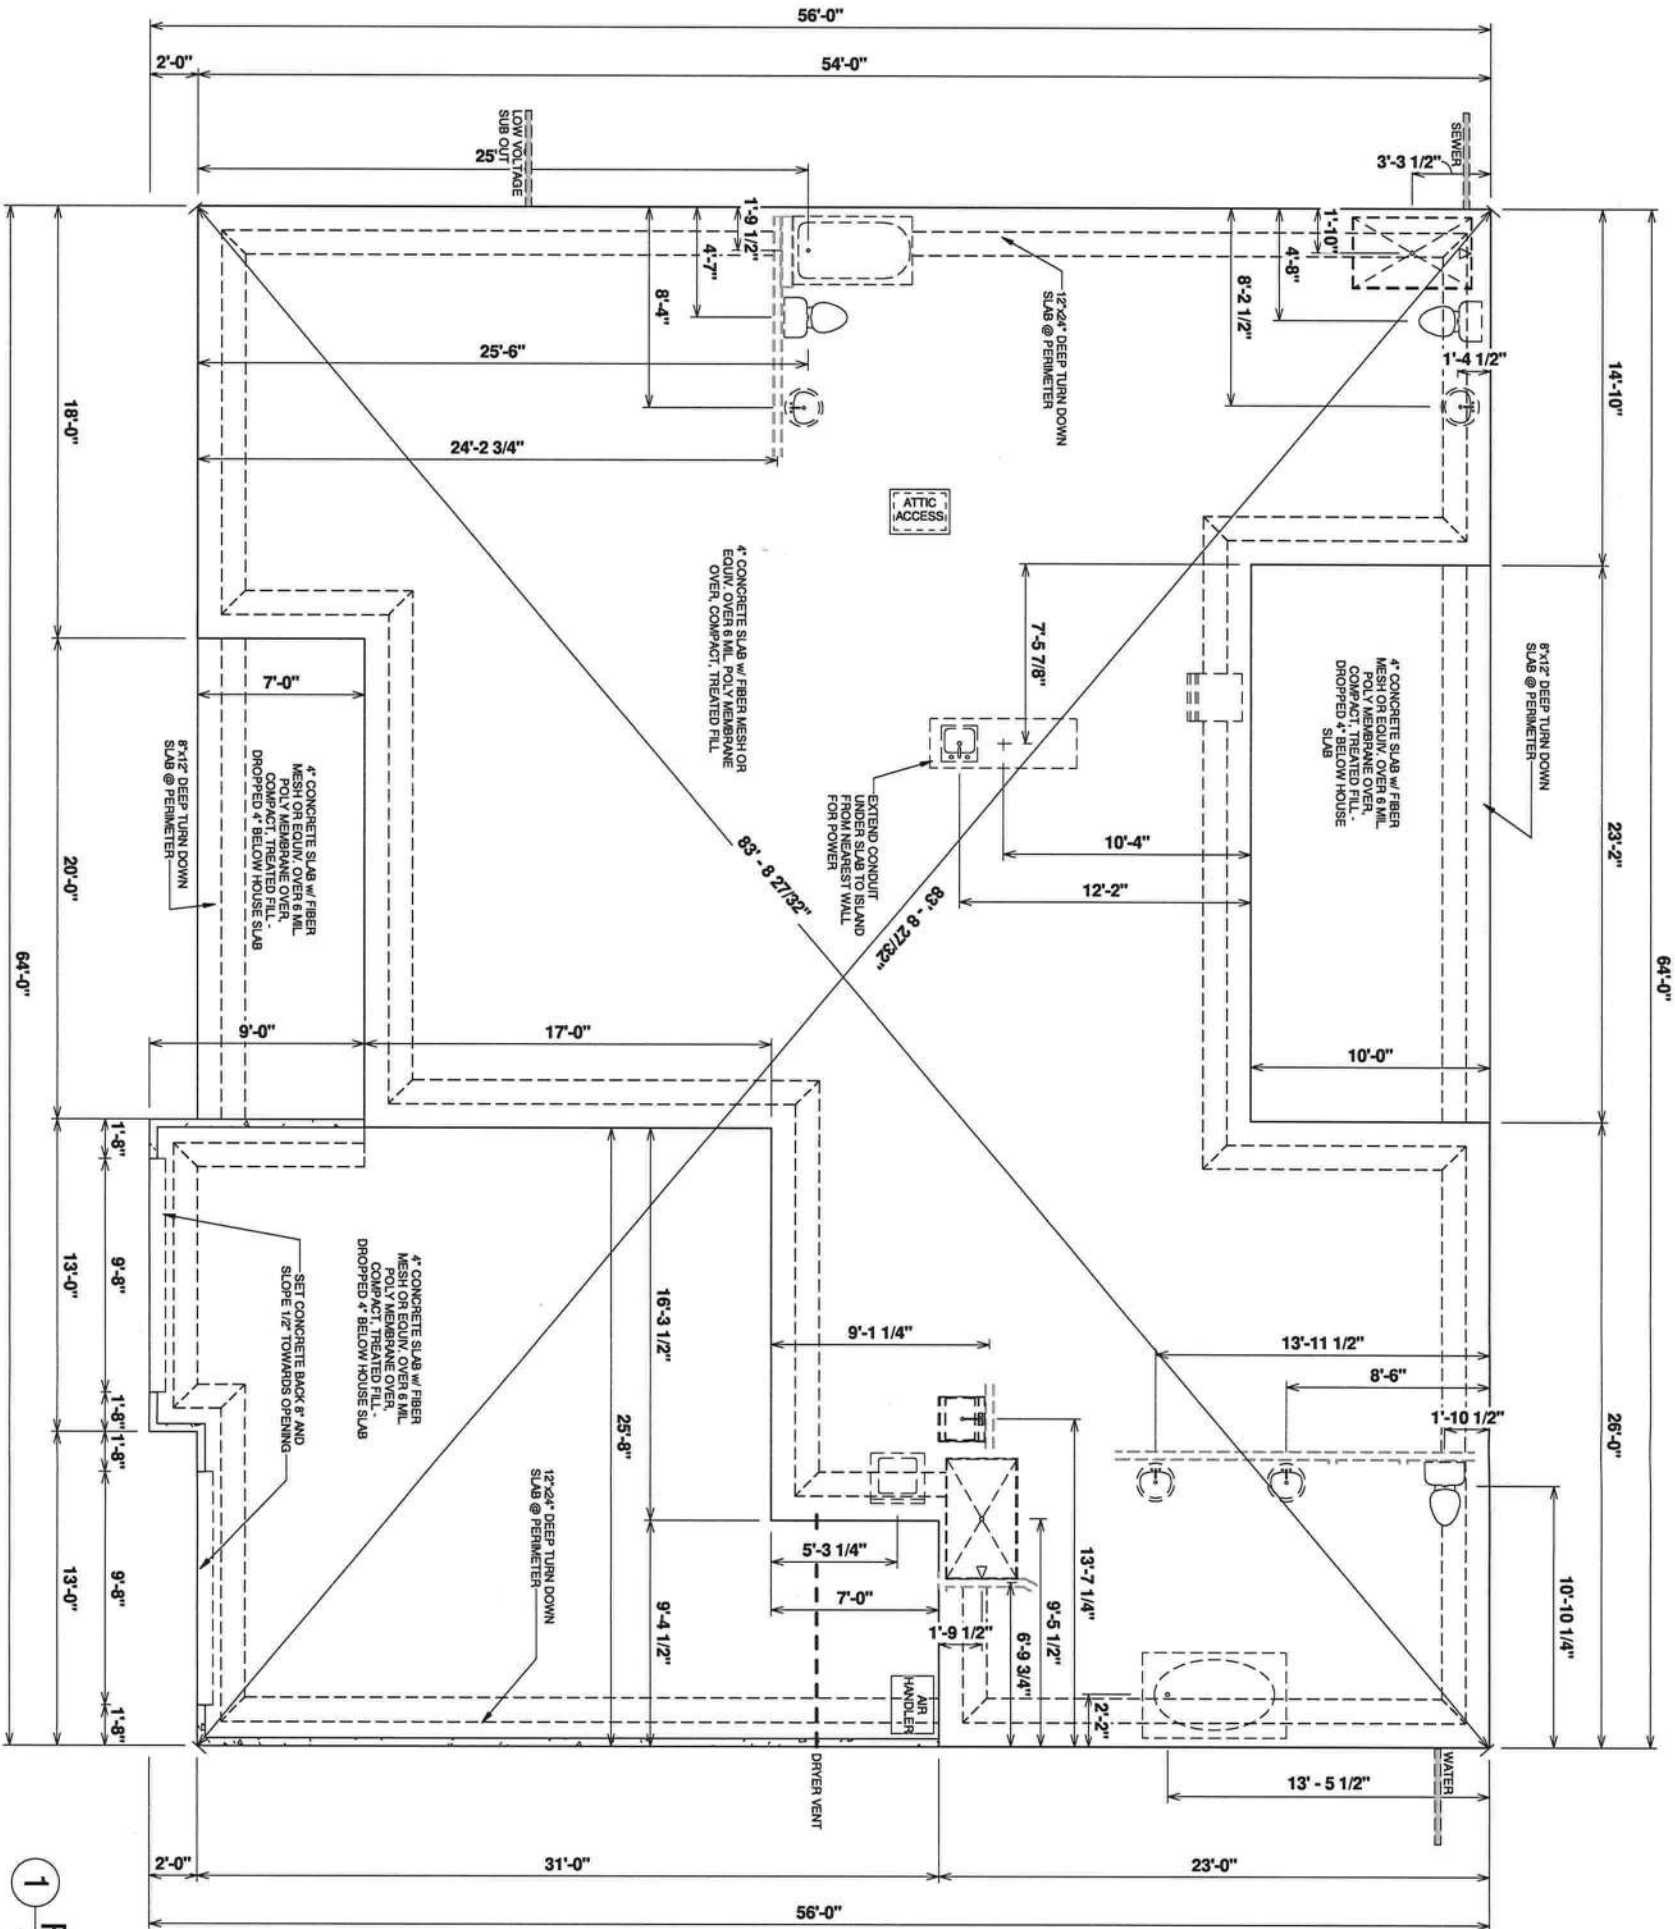 56'-0"
2'-0"
54'-0"
LOW VOLTAGE
SUB OUT
SEWER
25'
3'-3 1/2"
1'-9 1/2"
4'-7"
8'-4"
1'-10"
4'-8"
8'-2 1/2"
1'-4 1/2"
12"x24" DEEP TURN DOWN
SLAB @ PERIMETER
25'-6"
24'-2 3/4"
18'-0"
14'-10"
ATTIC
ACCESS
4" CONCRETE SLAB w/ FIBER MESH OR
EQUIV. OVER 6 MIL. POLY MEMBRANE
OVER, COMPACT, TREATED FILL
7'-5 7/8"
8"x12" DEEP TURN DOWN
SLAB @ PERIMETER
4" CONCRETE SLAB w/ FIBER
MESH OR EQUIV. OVER 6 MIL.
POLY MEMBRANE OVER,
COMPACT, TREATED FILL -
DROPPED 4" BELOW HOUSE
SLAB
7'-0"
8"x12" DEEP TURN DOWN
SLAB @ PERIMETER
4" CONCRETE SLAB w/ FIBER
MESH OR EQUIV. OVER 6 MIL.
POLY MEMBRANE OVER,
COMPACT, TREATED FILL -
DROPPED 4" BELOW HOUSE SLAB
EXTEND CONDUIT
UNDER SLAB TO ISLAND
FROM NEAREST WALL
FOR POWER
10'-4"
12'-2"
83' - 8 27/32"
83' - 8 27/32"
20'-0"
23'-2"
64'-0"
64'-0"
9'-0"
17'-0"
10'-0"
1'-8"
9'-8"
1'-8"
1'-8"
9'-8"
1'-8"
13'-0"
13'-0"
SET CONCRETE BACK 8" AND
SLOPE 1/2" TOWARDS OPENING
4" CONCRETE SLAB w/ FIBER
MESH OR EQUIV. OVER 6 MIL.
POLY MEMBRANE OVER,
COMPACT, TREATED FILL -
DROPPED 4" BELOW HOUSE SLAB
16'-3 1/2"
25'-8"
9'-4 1/2"
9'-1 1/4"
13'-11 1/2"
8'-6"
1'-10 1/2"
26'-0"
12"x24" DEEP TURN DOWN
SLAB @ PERIMETER
5'-3 1/4"
7'-0"
1'-9 1/2"
6'-9 3/4"
9'-5 1/2"
13'-7 1/4"
2'-2"
10'-10 1/4"
AIR
HANDLER
DRYER VENT
WATER
13' - 5 1/2"
2'-0"
31'-0"
23'-0"
56'-0"
1